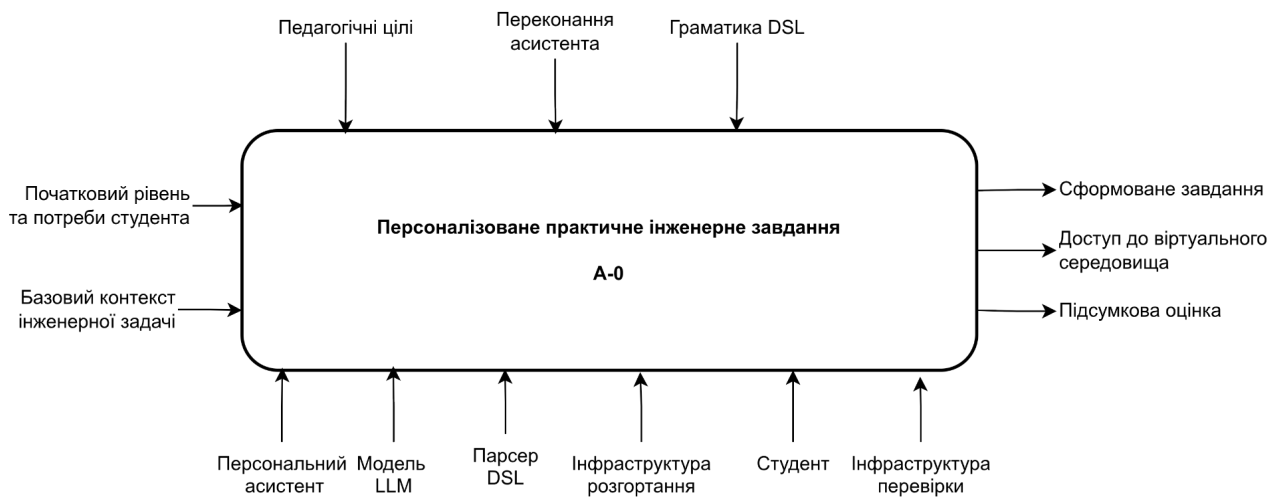 Педагогічні цілі
Переконання
асистента
Граматика DSL
Початковий рівень
та потреби студента
Базовий контекст
інженерної задачі
Персоналізоване практичне інженерне завдання
А-0
Сформоване завдання
Доступ до віртуального
середовища
Підсумкова оцінка
Персональний
асистент
Модель
LLM
Парсер
DSL
Інфраструктура
розгортання
Студент
Інфраструктура
перевірки